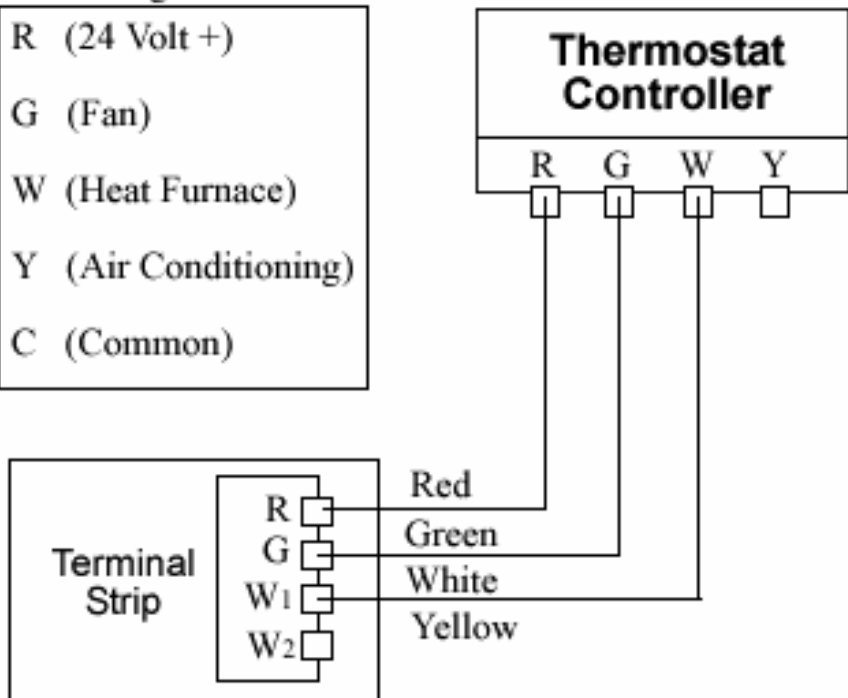 R (24 Volt +)
G (Fan)
W (Heat Furnace)
Y (Air Conditioning)
C (Common)
Thermostat
Controller
R G W Y
Terminal
Strip
R
G
W1
W2
Red
Green
White
Yellow